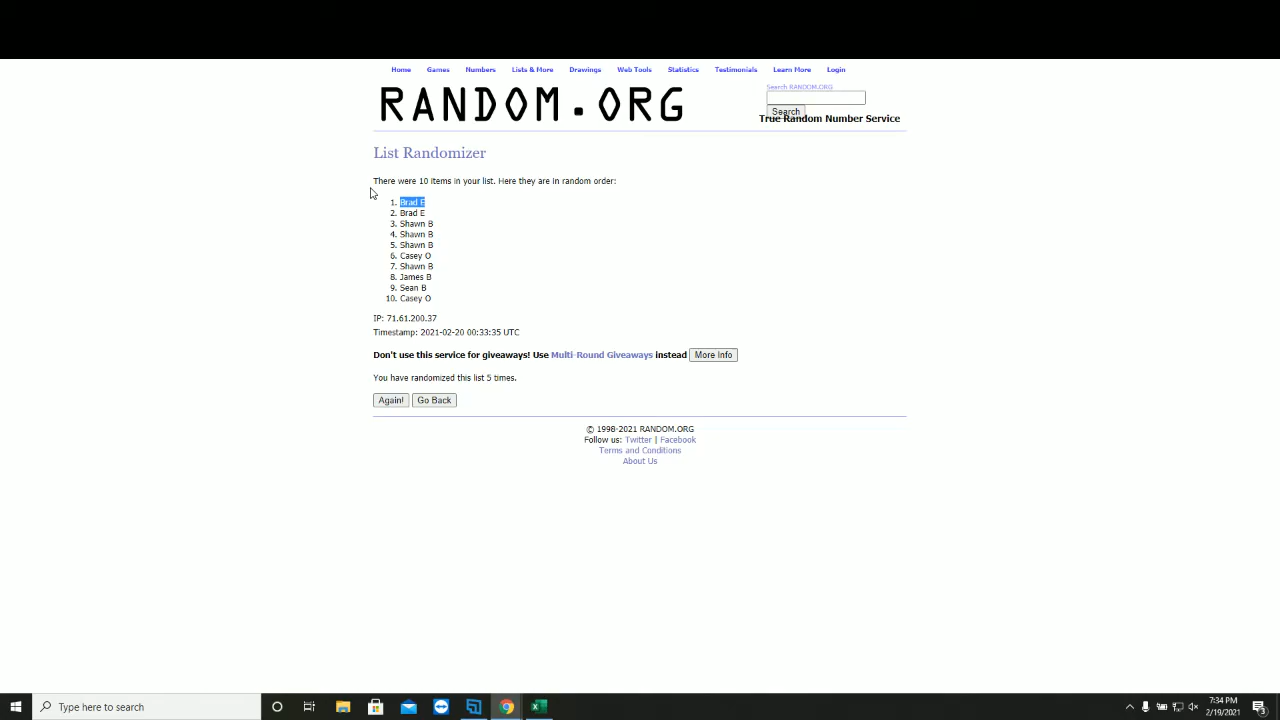 Home Games Numbers Lists & More Drawings Web Tools Statistics Testimonials Learn More Login
RANDOM.ORG
Search RANDOM.ORG
Search
True Random Number Service
List Randomizer
There were 10 items in your list. Here they are in random order:
1. Brad E
2. Brad E
3. Shawn B
4. Shawn B
5. Shawn B
6. Casey O
7. Shawn B
8. James B
9. Sean B
10. Casey O
IP: 71.61.200.37
Timestamp: 2021-02-20 00:33:35 UTC
Don't use this service for giveaways! Use Multi-Round Giveaways instead More Info
You have randomized this list 5 times.
Again! Go Back
© 1998-2021 RANDOM.ORG
Follow us: Twitter | Facebook
Terms and Conditions
About Us
Type here to search
7:34 PM
2/19/2021
3